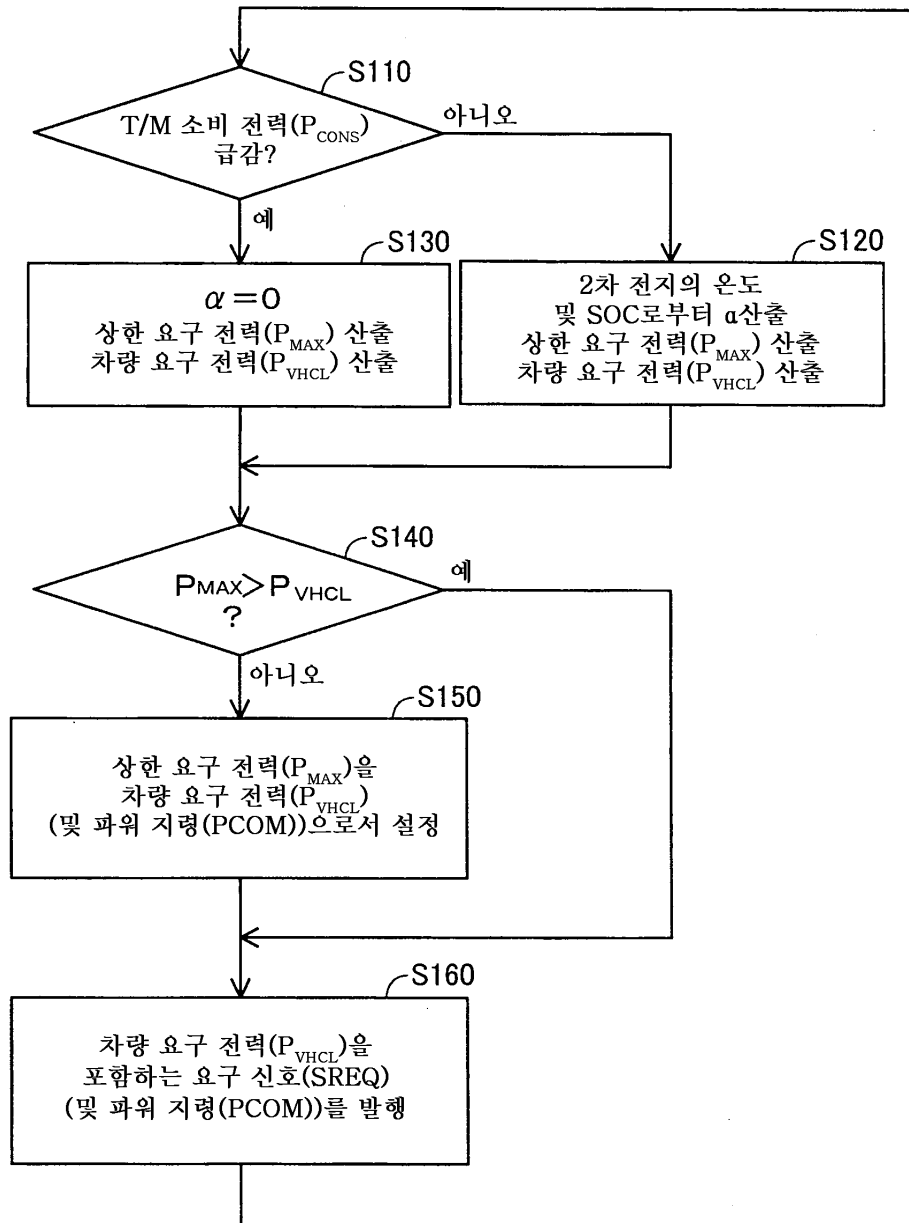 S110
T/M 소비 전력(P_CONS)
급감?
아니오
예
S130
α=0
상한 요구 전력(P_MAX) 산출
차량 요구 전력(P_VHCL) 산출
S120
2차 전지의 온도
및 SOC로부터 α산출
상한 요구 전력(P_MAX) 산출
차량 요구 전력(P_VHCL) 산출
S140
P_MAX>P_VHCL
?
예
아니오
S150
상한 요구 전력(P_MAX)을
차량 요구 전력(P_VHCL)
(및 파워 지령(PCOM))으로서 설정
S160
차량 요구 전력(P_VHCL)을
포함하는 요구 신호(SREQ)
(및 파워 지령(PCOM))를 발행